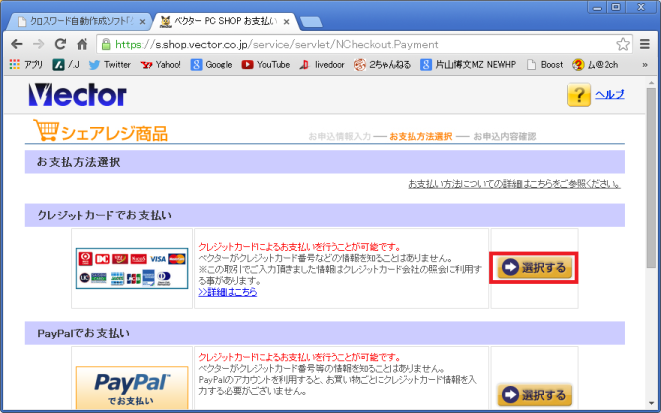 クロスワード自動作成ソフト「
ベクター PC SHOP お支払い
https://s.shop.vector.co.jp/service/servlet/NCheckout.Payment
アプリ /.J Twitter Yahoo! Google YouTube livedoor 2ちゃんねる 片山博文MZ NEWHP Boost ム@2ch »
Vector
? ヘルプ
シェアレジ商品
お申込情報入力 ― お支払方法選択 ― お申込内容確認
お支払方法選択
お支払い方法についての詳細はこちらをご参照ください。
クレジットカードでお支払い
クレジットカードによるお支払いを行うことが可能です。
ベクターがクレジットカード番号などの情報を知ることはありません。
※この取引でご入力頂きました情報はクレジットカード会社の照会に利用す
る事があります。
>>詳細はこちら
DC VISA
UC JCB
選択する
PayPalでお支払い
クレジットカードによるお支払いを行うことが可能です。
ベクターがクレジットカード番号等の情報を知ることはありません。
PayPalのアカウントを利用すると、お買い物ごとにクレジットカード情報を入
力する必要がございません。
PayPal
でお支払い
選択する